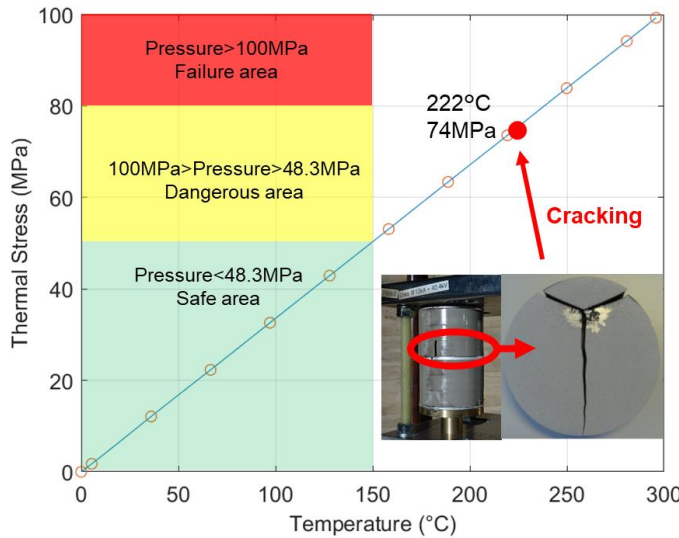 100
80
60
40
20
0
Thermal Stress (MPa)
Pressure>100MPa
Failure area
100MPa>Pressure>48.3MPa
Dangerous area
Pressure<48.3MPa
Safe area
222°C
74MPa
Cracking
0
50
100
150
200
250
300
Temperature (°C)